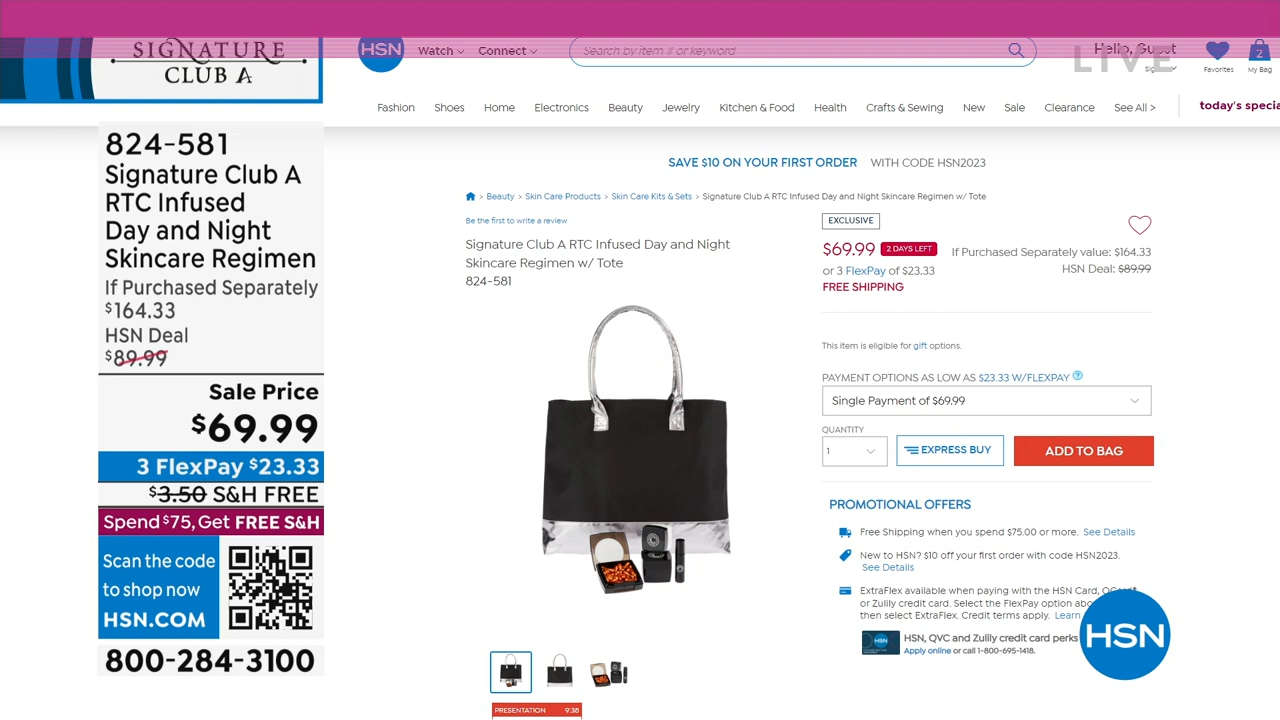 SIGNATURE
CLUB A
824-581
Signature Club A
RTC Infused
Day and Night
Skincare Regimen
If Purchased Separately
$164.33
HSN Deal
$89.99
Sale Price
$69.99
3 FlexPay $23.33
$3.50 S&H FREE
Spend $75, Get FREE S&H
Scan the code
to shop now
HSN.COM
800-284-3100
HSN
Watch
Connect
Search by item # or keyword
Hello, Guest
LIVE
Favorites
2
My Bag
Fashion Shoes Home Electronics Beauty Jewelry Kitchen & Food Health Crafts & Sewing New Sale Clearance See All > today's specia
SAVE $10 ON YOUR FIRST ORDER WITH CODE HSN2023
> Beauty > Skin Care Products > Skin Care Kits & Sets > Signature Club A RTC Infused Day and Night Skincare Regimen w/ Tote
Be the first to write a review
Signature Club A RTC Infused Day and Night
Skincare Regimen w/ Tote
824-581
EXCLUSIVE
$69.99 2 DAYS LEFT
If Purchased Separately value: $164.33
or 3 FlexPay of $23.33
HSN Deal: $89.99
FREE SHIPPING
This item is eligible for gift options.
PAYMENT OPTIONS AS LOW AS $23.33 W/FLEXPAY ?
Single Payment of $69.99
QUANTITY
1
EXPRESS BUY
ADD TO BAG
PROMOTIONAL OFFERS
Free Shipping when you spend $75.00 or more. See Details
New to HSN? $10 off your first order with code HSN2023.
See Details
ExtraFlex available when paying with the HSN Card,
or Zulily credit card. Select the FlexPay option
then select ExtraFlex. Credit terms apply. Learn
HSN, QVC and Zulily credit card perks
Apply online or call 1-800-695-1418.
HSN
PRESENTATION 9:38